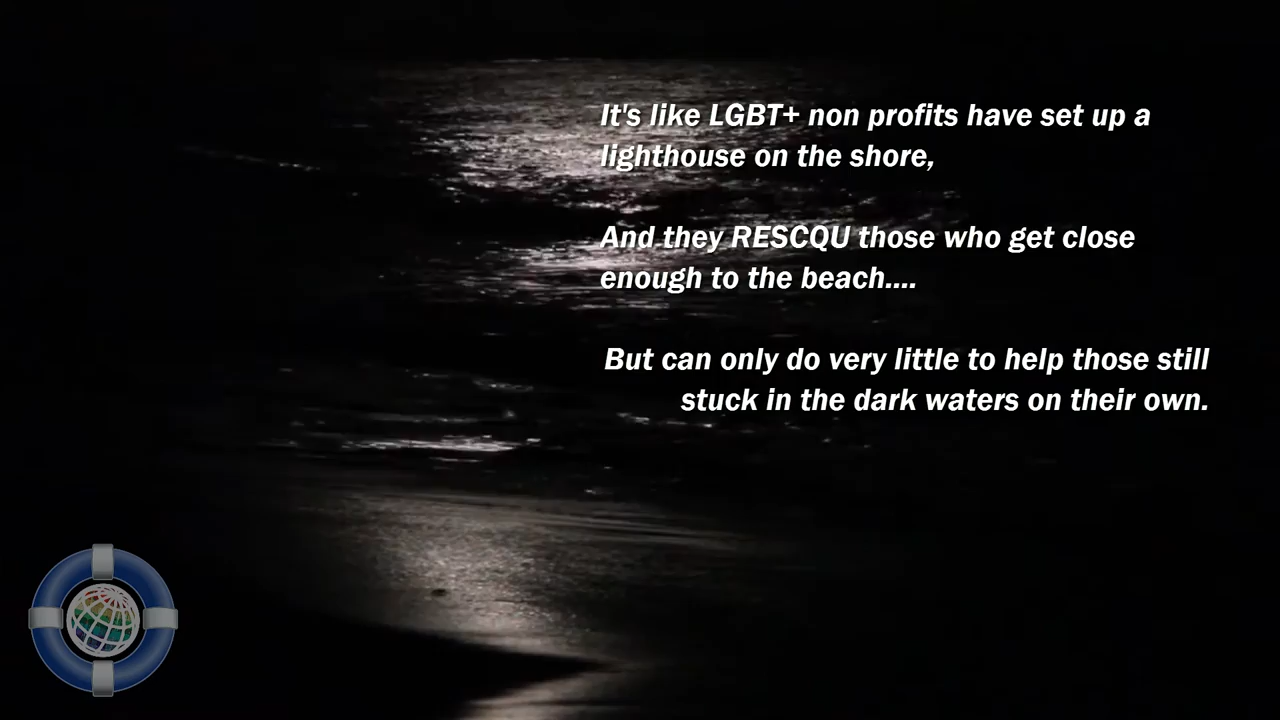 It's like LGBT+ non profits have set up a
lighthouse on the shore,
And they RESCQU those who get close
enough to the beach....
But can only do very little to help those still
stuck in the dark waters on their own.